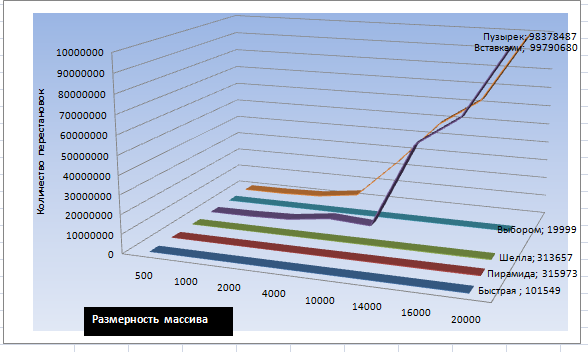 Пузырек; 98378487
Вставками; 99790680
10000000
90000000
80000000
70000000
60000000
50000000
40000000
30000000
20000000
10000000
0
Количество перестановок
Выбором; 19999
Шелла; 313657
Пирамида; 315973
Быстрая ; 101549
500
1000
2000
4000
10000
14000
16000
20000
Размерность массива